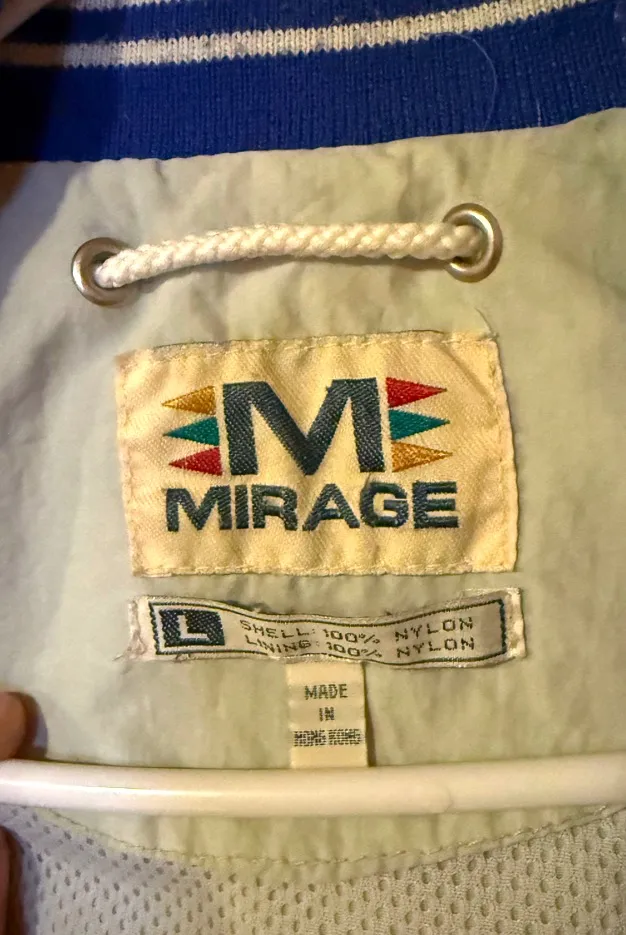 M
MIRAGE
L
SHELL: 100% NYLON
LINING: 100% NYLON
MADE
IN
HONG KONG